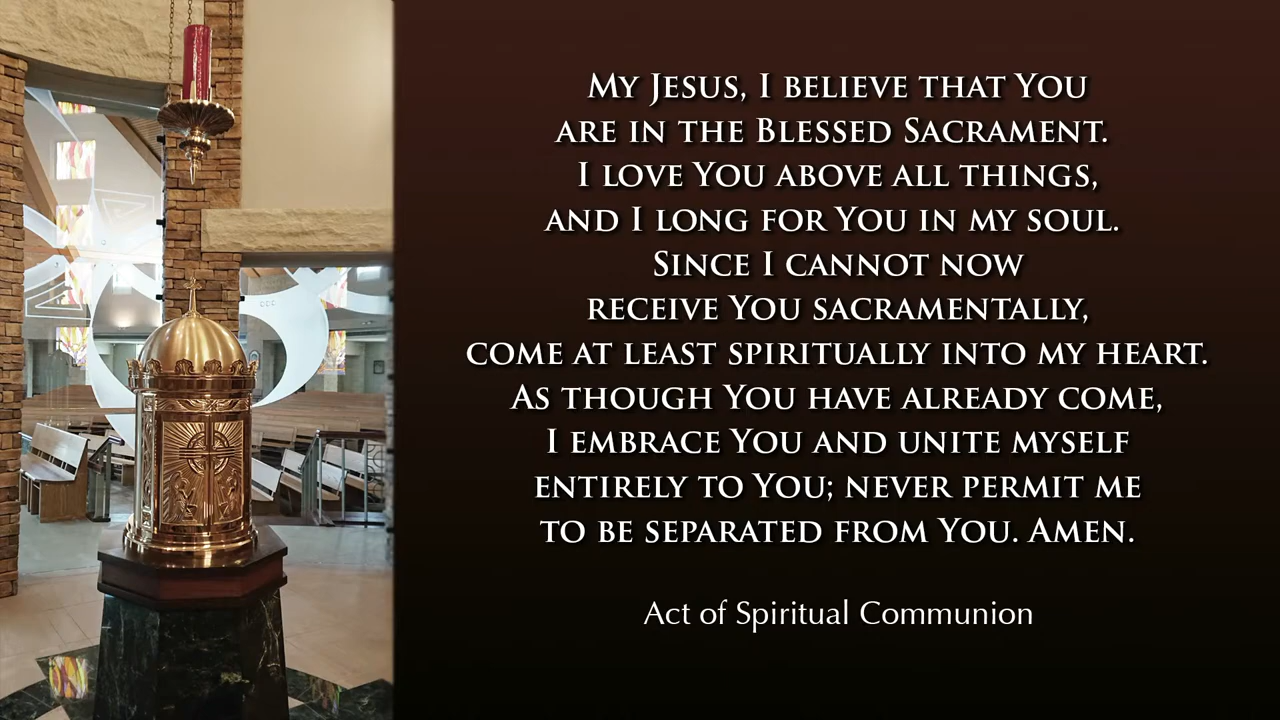 My Jesus, I believe that You
are in the Blessed Sacrament.
I love You above all things,
and I long for You in my soul.
Since I cannot now
receive You sacramentally,
come at least spiritually into my heart.
As though You have already come,
I embrace You and unite myself
entirely to You; never permit me
to be separated from You. Amen.
Act of Spiritual Communion